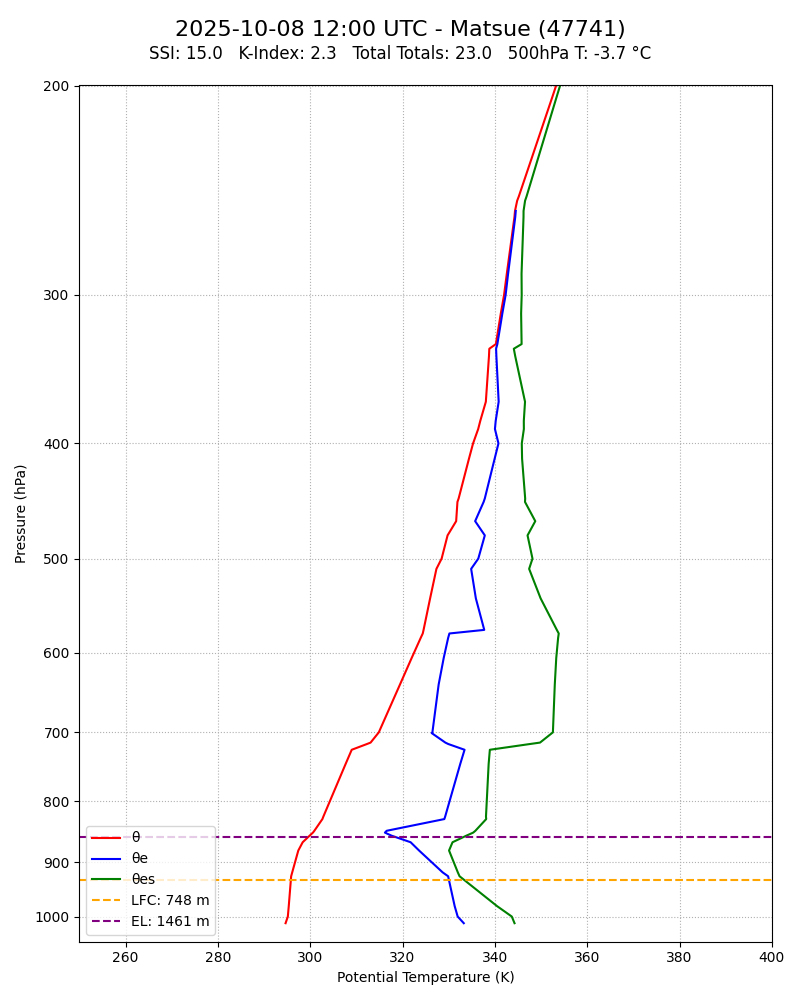 2025-10-08 12:00 UTC - Matsue (47741)
SSI: 15.0   K-Index: 2.3   Total Totals: 23.0   500hPa T: -3.7 °C
200
300
400
500
600
700
800
900
1000
Pressure (hPa)
θ
θe
θes
LFC: 748 m
EL: 1461 m
260
280
300
320
340
360
380
400
Potential Temperature (K)